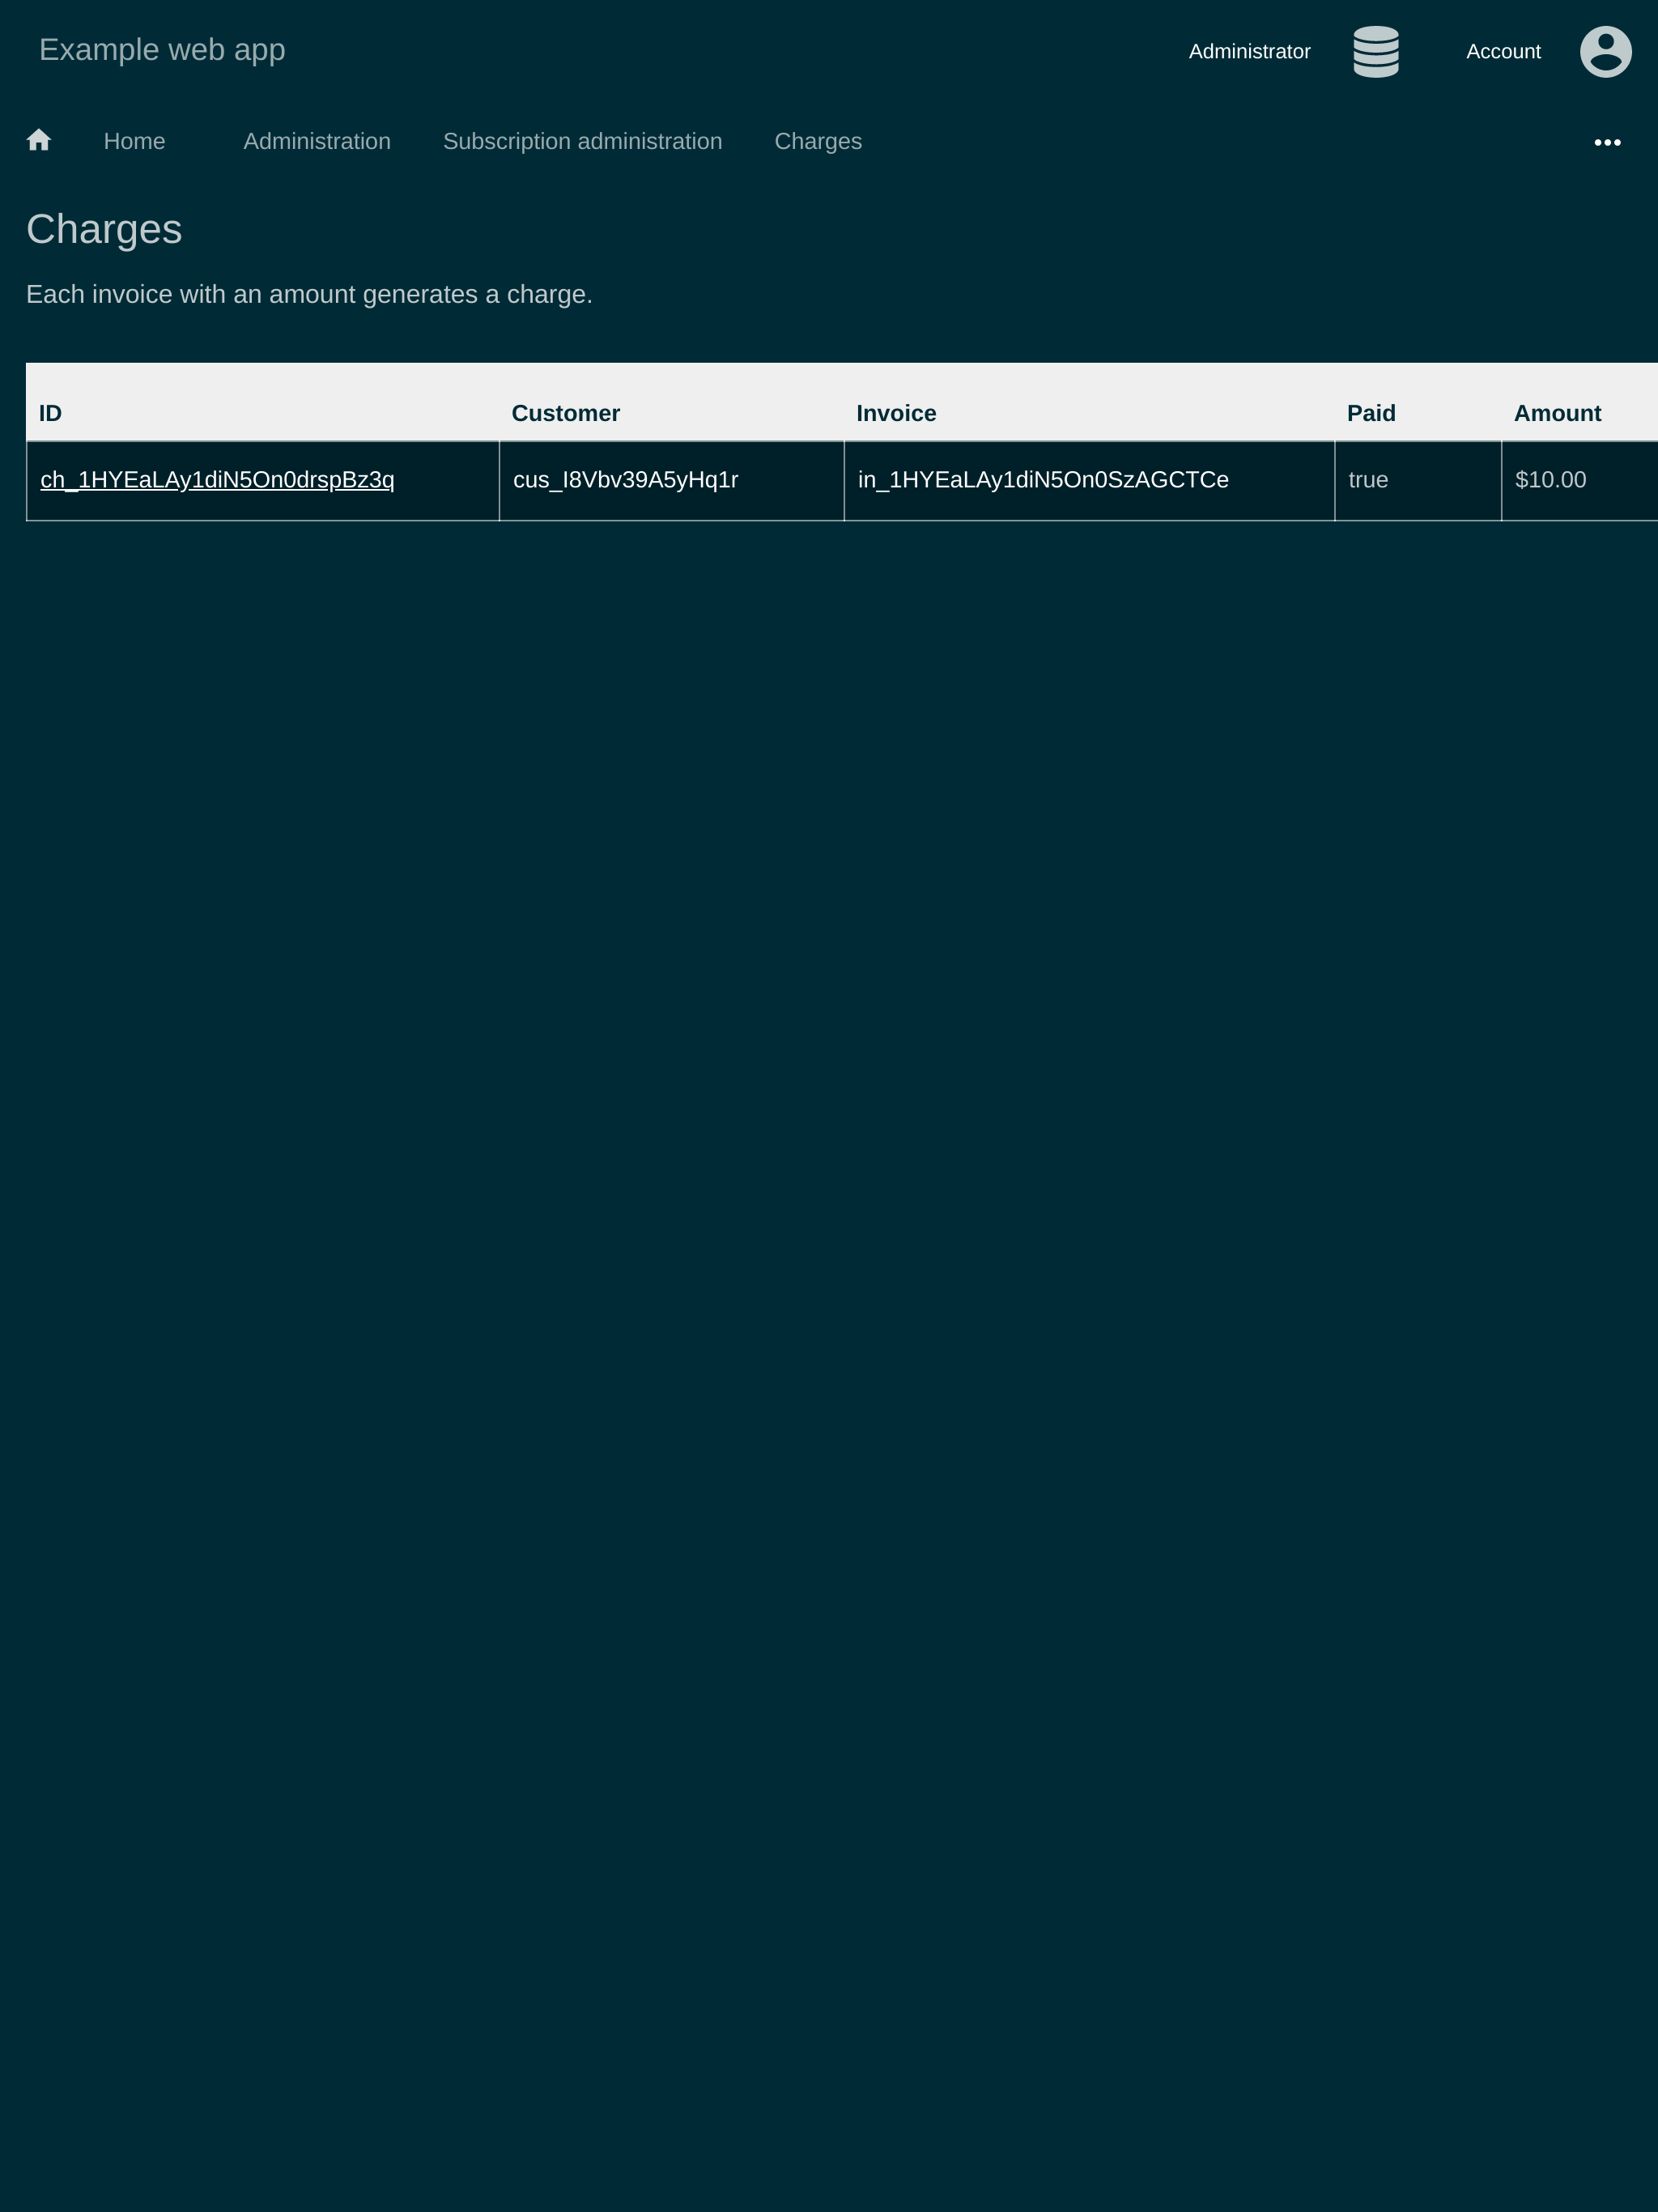 Example web app
Administrator Account
Home Administration Subscription administration Charges
Charges
Each invoice with an amount generates a charge.
ID Customer Invoice Paid Amount
ch_1HYEaLAy1diN5On0drspBz3q cus_I8Vbv39A5yHq1r in_1HYEaLAy1diN5On0SzAGCTCe true $10.00